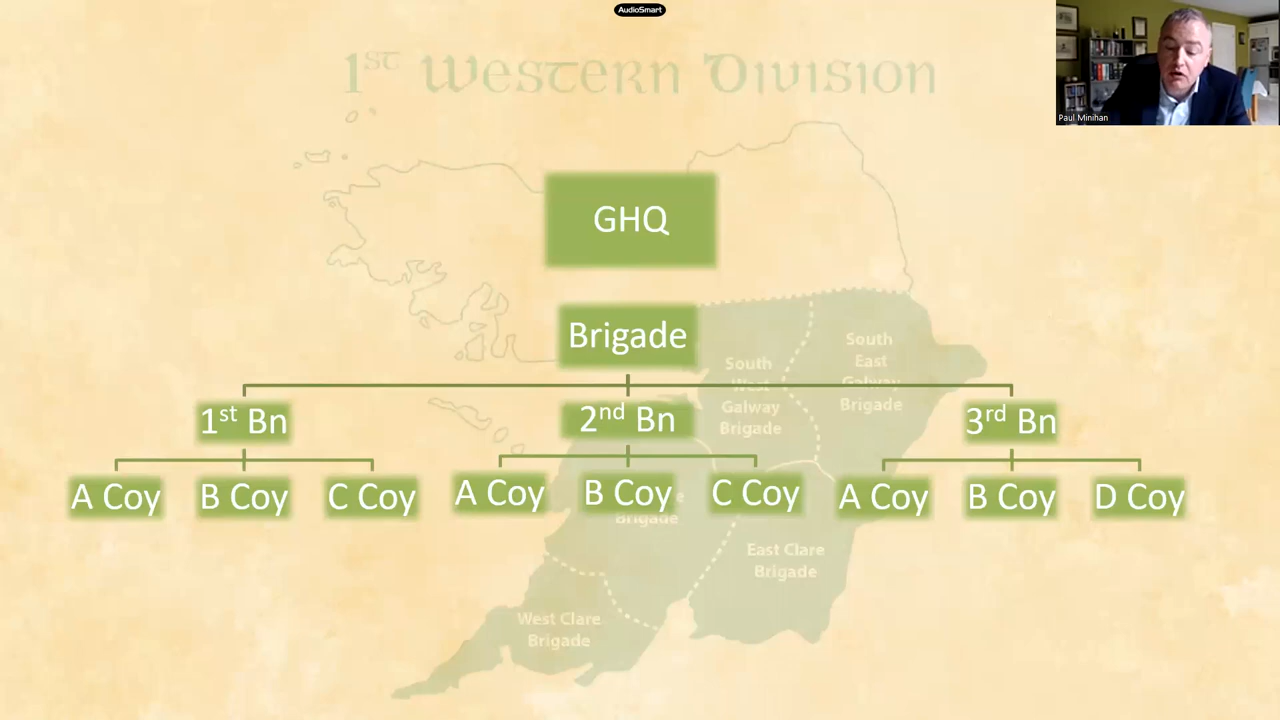 AudioSmart
Paul Minihan
1ST Western Division
GHQ
Brigade
South
West
Galway
Brigade
South
East
Galway
Brigade
1st Bn
2nd Bn
3rd Bn
A Coy
B Coy
C Coy
A Coy
B Coy
C Coy
A Coy
B Coy
D Coy
Brigade
East Clare
Brigade
West Clare
Brigade